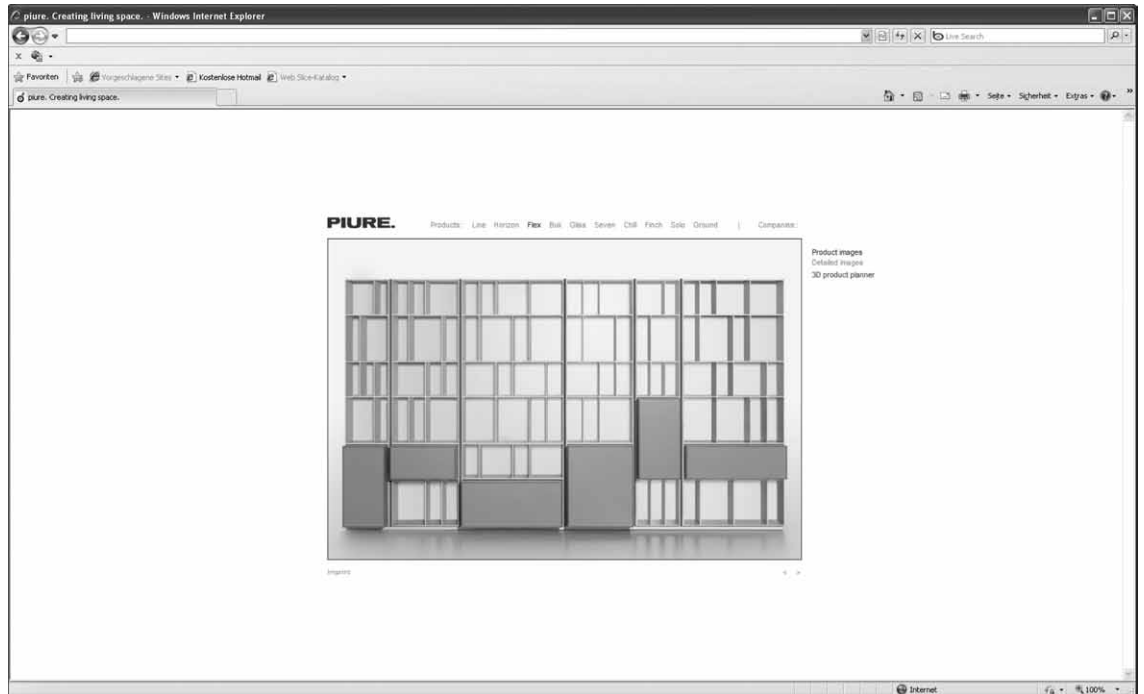 piure. Creating living space. - Windows Internet Explorer
Live Search
x
Favoriten Vorgeschlagene Sites Kostenlose Hotmail Web Slice-Katalog
piure. Creating living space. Seite Sicherheit Extras »
PIURE. Products: Line Horizon Flex Box Glas Seven Chill Finch Solo Ground | Companies:
Product images
Detailed images
3D product planner
Imprint < >
Internet 100%